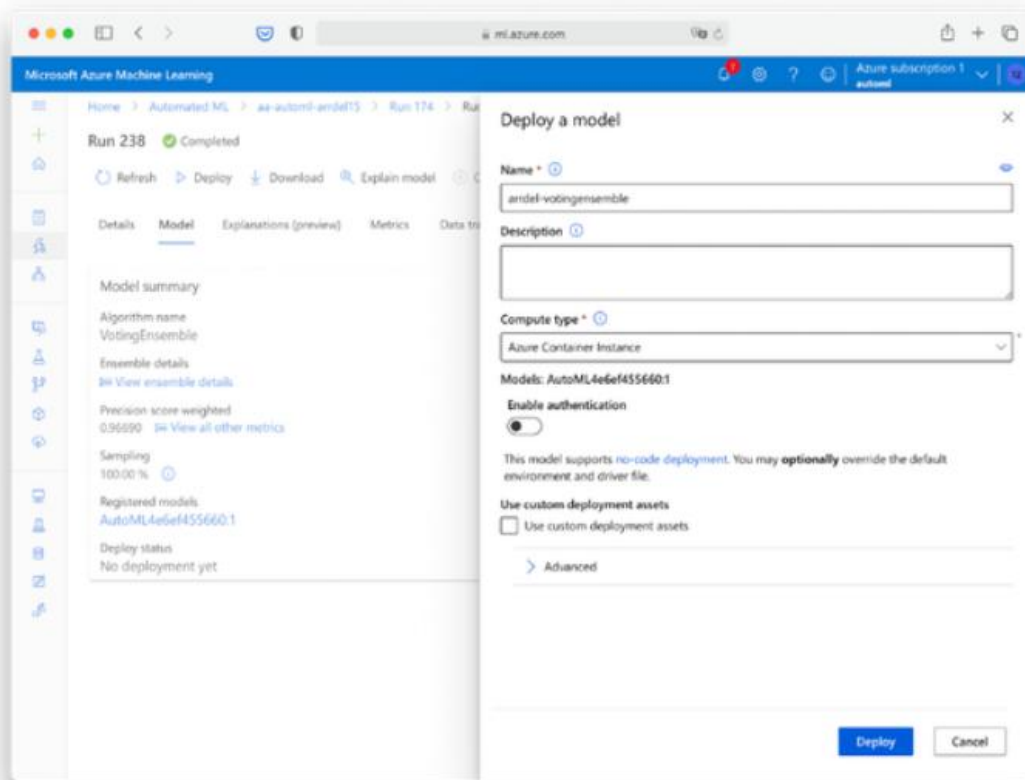 ml.azure.com
Microsoft Azure Machine Learning
Azure subscription 1
automl
Home > Automated ML > ae-automl-arrdel15 > Run 174 >
Run 238 Completed
Refresh Deploy Download Explain model
Details Model Explanations (preview) Metrics
Model summary
Algorithm name
VotingEnsemble
Ensemble details
View ensemble details
Precision score weighted
0.96690 View all other metrics
Sampling
100.00 %
Registered models
AutoML4e6ef455660:1
Deploy status
No deployment yet
Deploy a model
Name *
arrdel-votingensemble
Description
Compute type *
Azure Container Instance
Models: AutoML4e6ef455660:1
Enable authentication
This model supports no-code deployment. You may optionally override the default
environment and driver file.
Use custom deployment assets
Use custom deployment assets
Advanced
Deploy Cancel